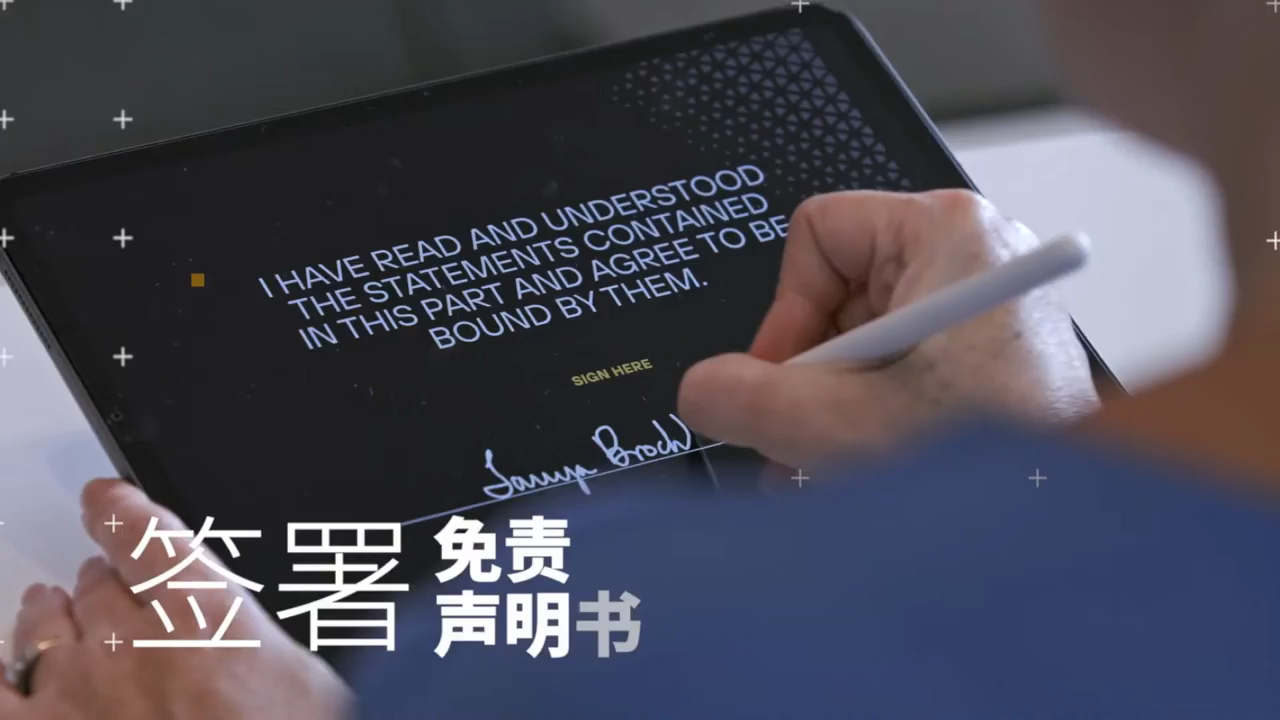 I HAVE READ AND UNDERSTOOD
THE STATEMENTS CONTAINED
IN THIS PART AND AGREE TO BE
BOUND BY THEM.
SIGN HERE
签署
免责
声明书